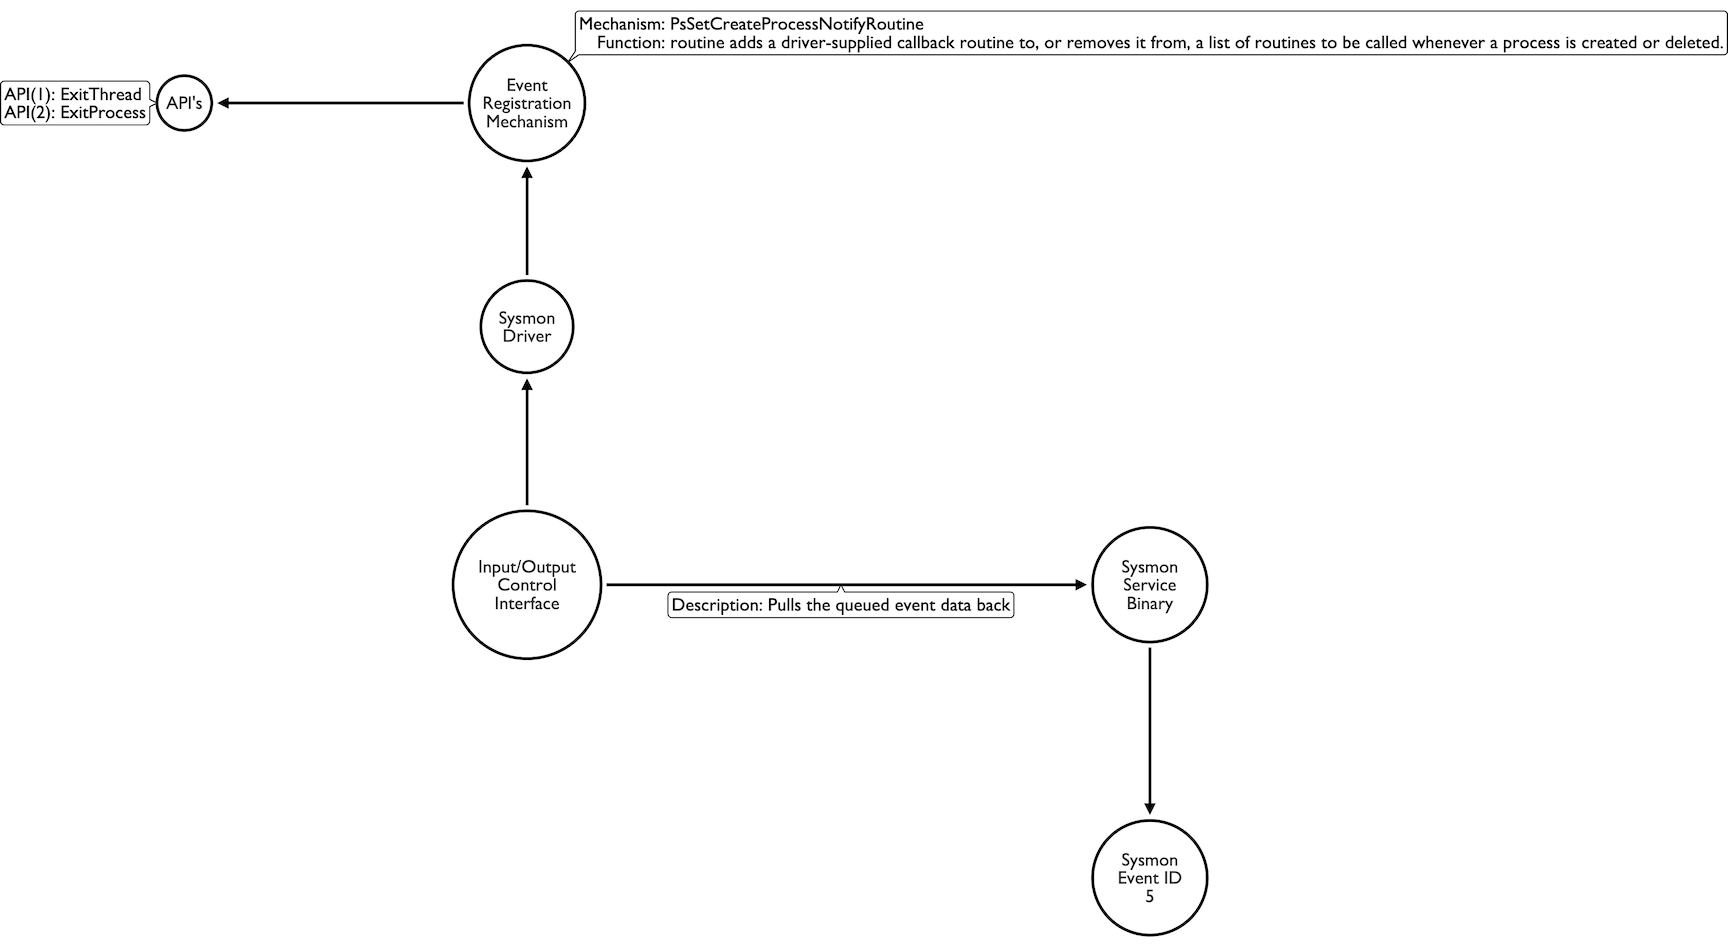 Mechanism: PsSetCreateProcessNotifyRoutine
Function: routine adds a driver-supplied callback routine to, or removes it from, a list of routines to be called whenever a process is created or deleted.
API(1): ExitThread
API(2): ExitProcess
API's
Event
Registration
Mechanism
Sysmon
Driver
Input/Output
Control
Interface
Description: Pulls the queued event data back
Sysmon
Service
Binary
Sysmon
Event ID
5